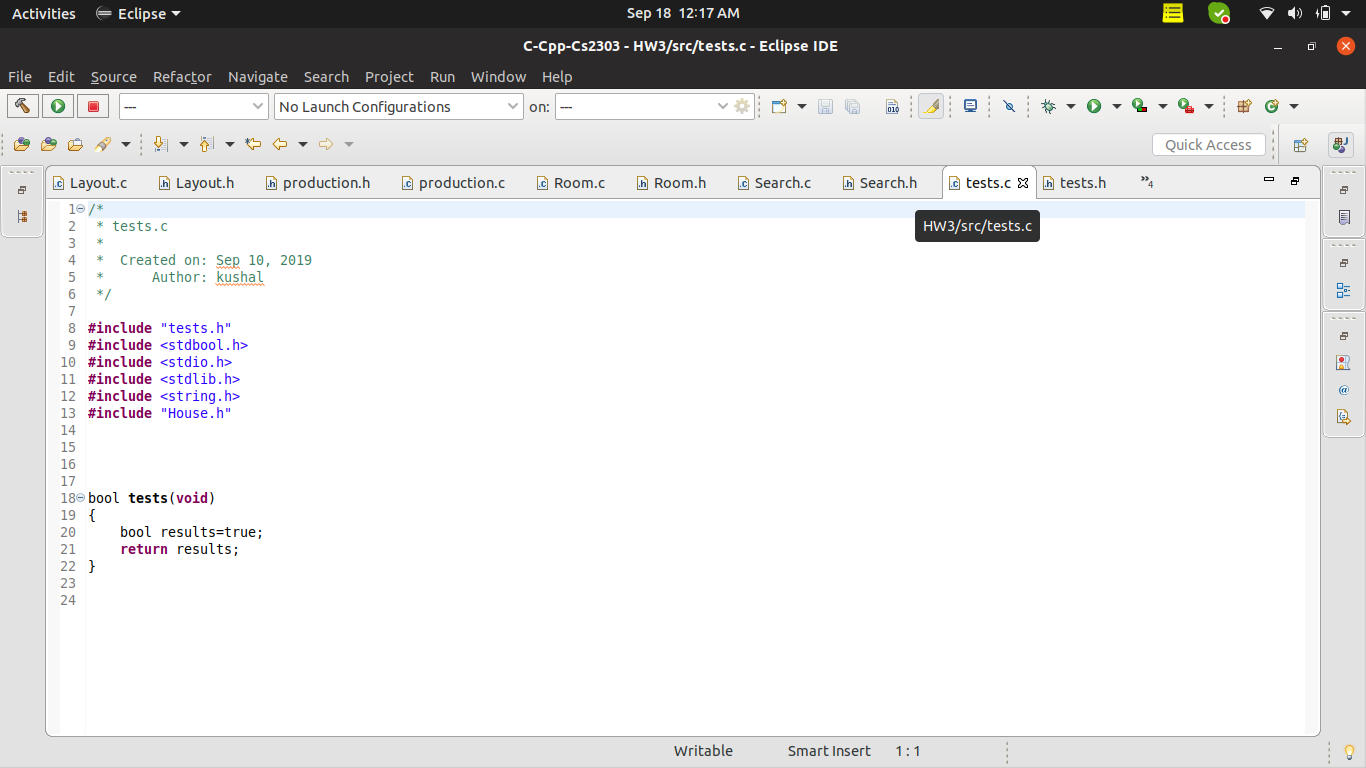 Activities Eclipse Sep 18 12:17 AM
C-Cpp-Cs2303 - HW3/src/tests.c - Eclipse IDE
File Edit Source Refactor Navigate Search Project Run Window Help
--- No Launch Configurations on: --- 010
Quick Access
Layout.c Layout.h production.h production.c Room.c Room.h Search.c Search.h tests.c tests.h »4
HW3/src/tests.c
1 /*
2  * tests.c
3  *
4  *  Created on: Sep 10, 2019
5  *      Author: kushal
6  */
7
8 #include "tests.h"
9 #include <stdbool.h>
10 #include <stdio.h>
11 #include <stdlib.h>
12 #include <string.h>
13 #include "House.h"
14
15
16
17
18 bool tests(void)
19 {
20     bool results=true;
21     return results;
22 }
23
24
Writable Smart Insert 1 : 1